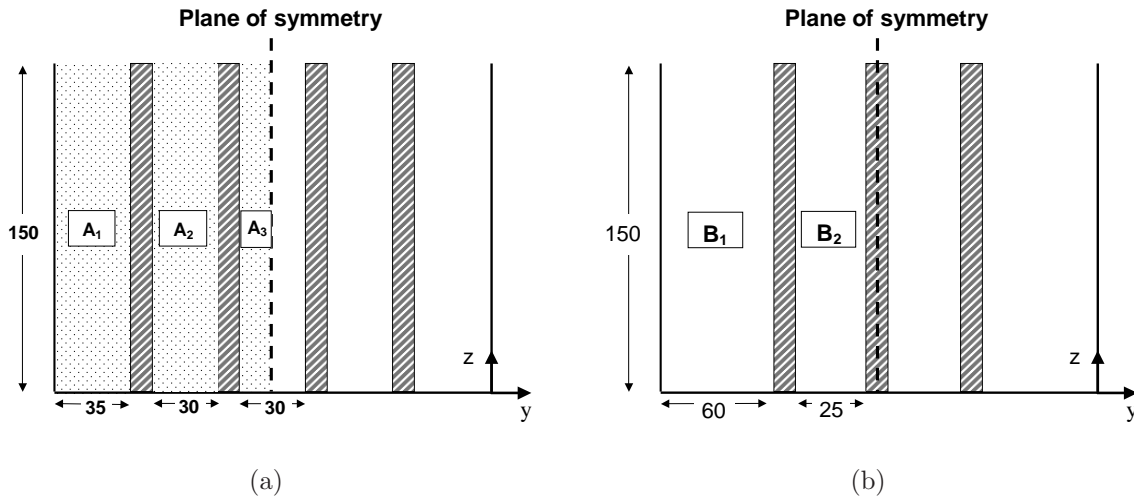 Plane of symmetry
150
A₁
A₂
A₃
z
y
35
30
30
(a)
Plane of symmetry
150
B₁
B₂
z
y
60
25
(b)